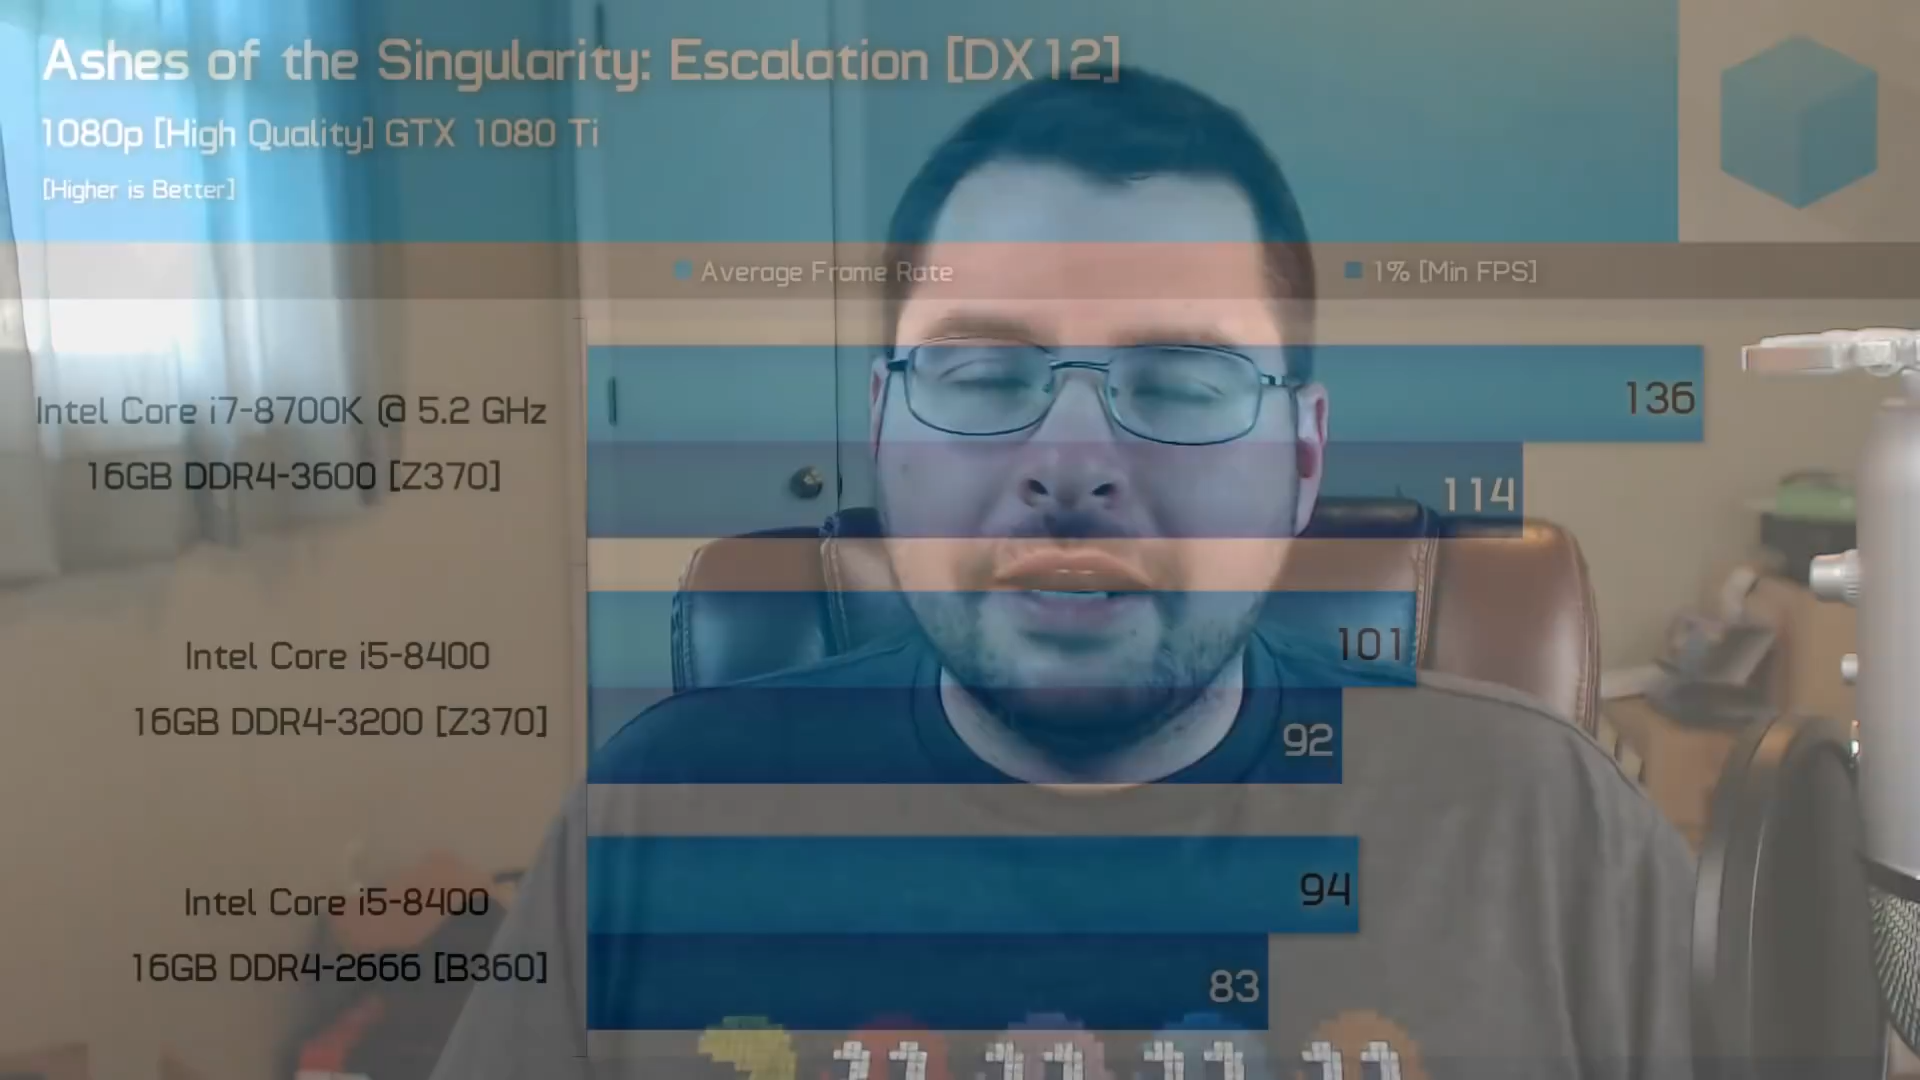 Ashes of the Singularity: Escalation [DX12]
1080p [High Quality] GTX 1080 Ti
[Higher is Better]
Average Frame Rate
1% [Min FPS]
Intel Core i7-8700K @ 5.2 GHz
16GB DDR4-3600 [Z370]
136
114
Intel Core i5-8400
16GB DDR4-3200 [Z370]
101
92
Intel Core i5-8400
16GB DDR4-2666 [B360]
94
83